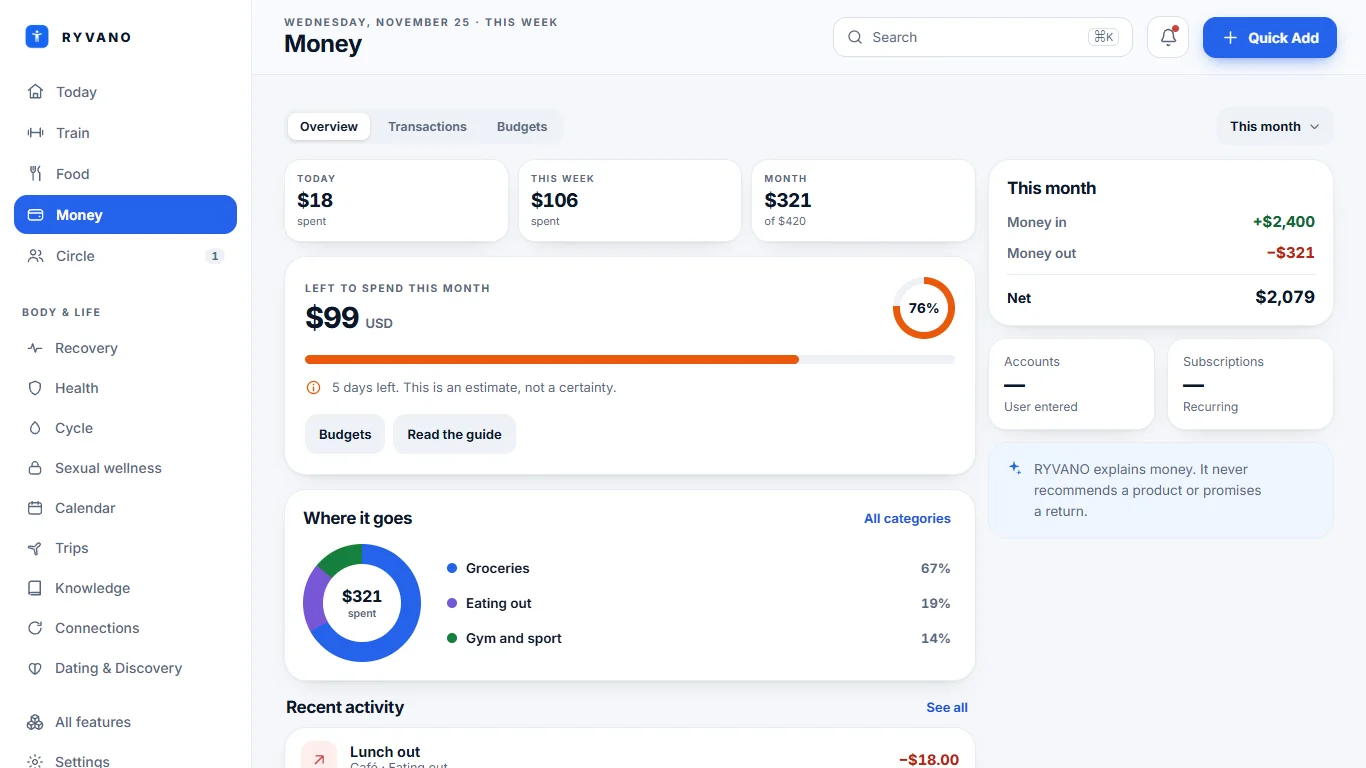 RYVANO
Today
Train
Food
Money
Circle 1
BODY & LIFE
Recovery
Health
Cycle
Sexual wellness
Calendar
Trips
Knowledge
Connections
Dating & Discovery
All features
Settings
WEDNESDAY, NOVEMBER 25 · THIS WEEK
Money
Search ⌘K
Quick Add
Overview Transactions Budgets
This month
TODAY
$18
spent
THIS WEEK
$106
spent
MONTH
$321
of $420
LEFT TO SPEND THIS MONTH
$99 USD
76%
5 days left. This is an estimate, not a certainty.
Budgets Read the guide
Where it goes All categories
$321
spent
Groceries 67%
Eating out 19%
Gym and sport 14%
Recent activity See all
Lunch out
Café · Eating out
−$18.00
This month
Money in +$2,400
Money out −$321
Net $2,079
Accounts
—
User entered
Subscriptions
—
Recurring
RYVANO explains money. It never
recommends a product or promises
a return.